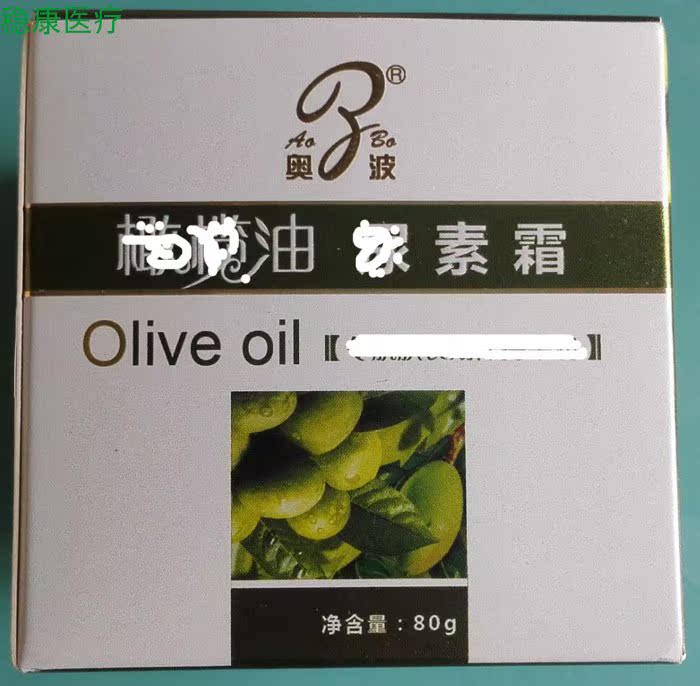 稳康医疗
®
Ao Bo
奥波
橄榄油 尿素霜
Olive oil 【 】
净含量：80g